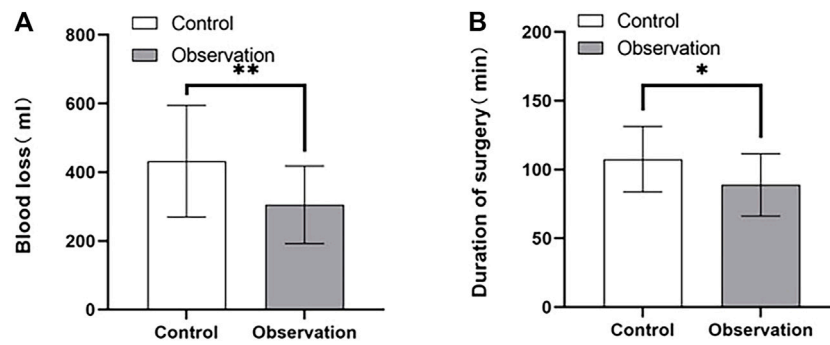 A
Control
Observation
**
Blood loss( ml)
800
600
400
200
0
Control Observation
B
Control
Observation
*
Duration of surgery( min)
200
150
100
50
0
Control Observation